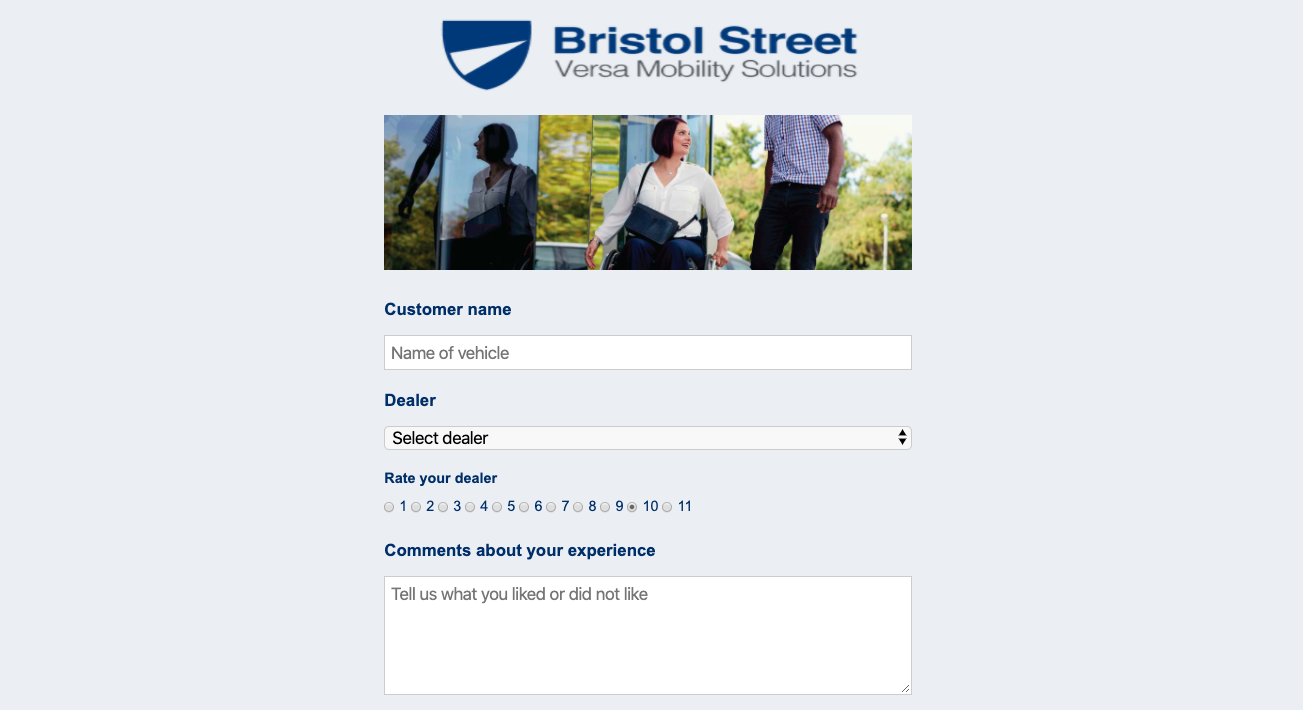 Bristol Street
Versa Mobility Solutions
Customer name
Name of vehicle
Dealer
Select dealer
Rate your dealer
1 2 3 4 5 6 7 8 9 10 11
Comments about your experience
Tell us what you liked or did not like